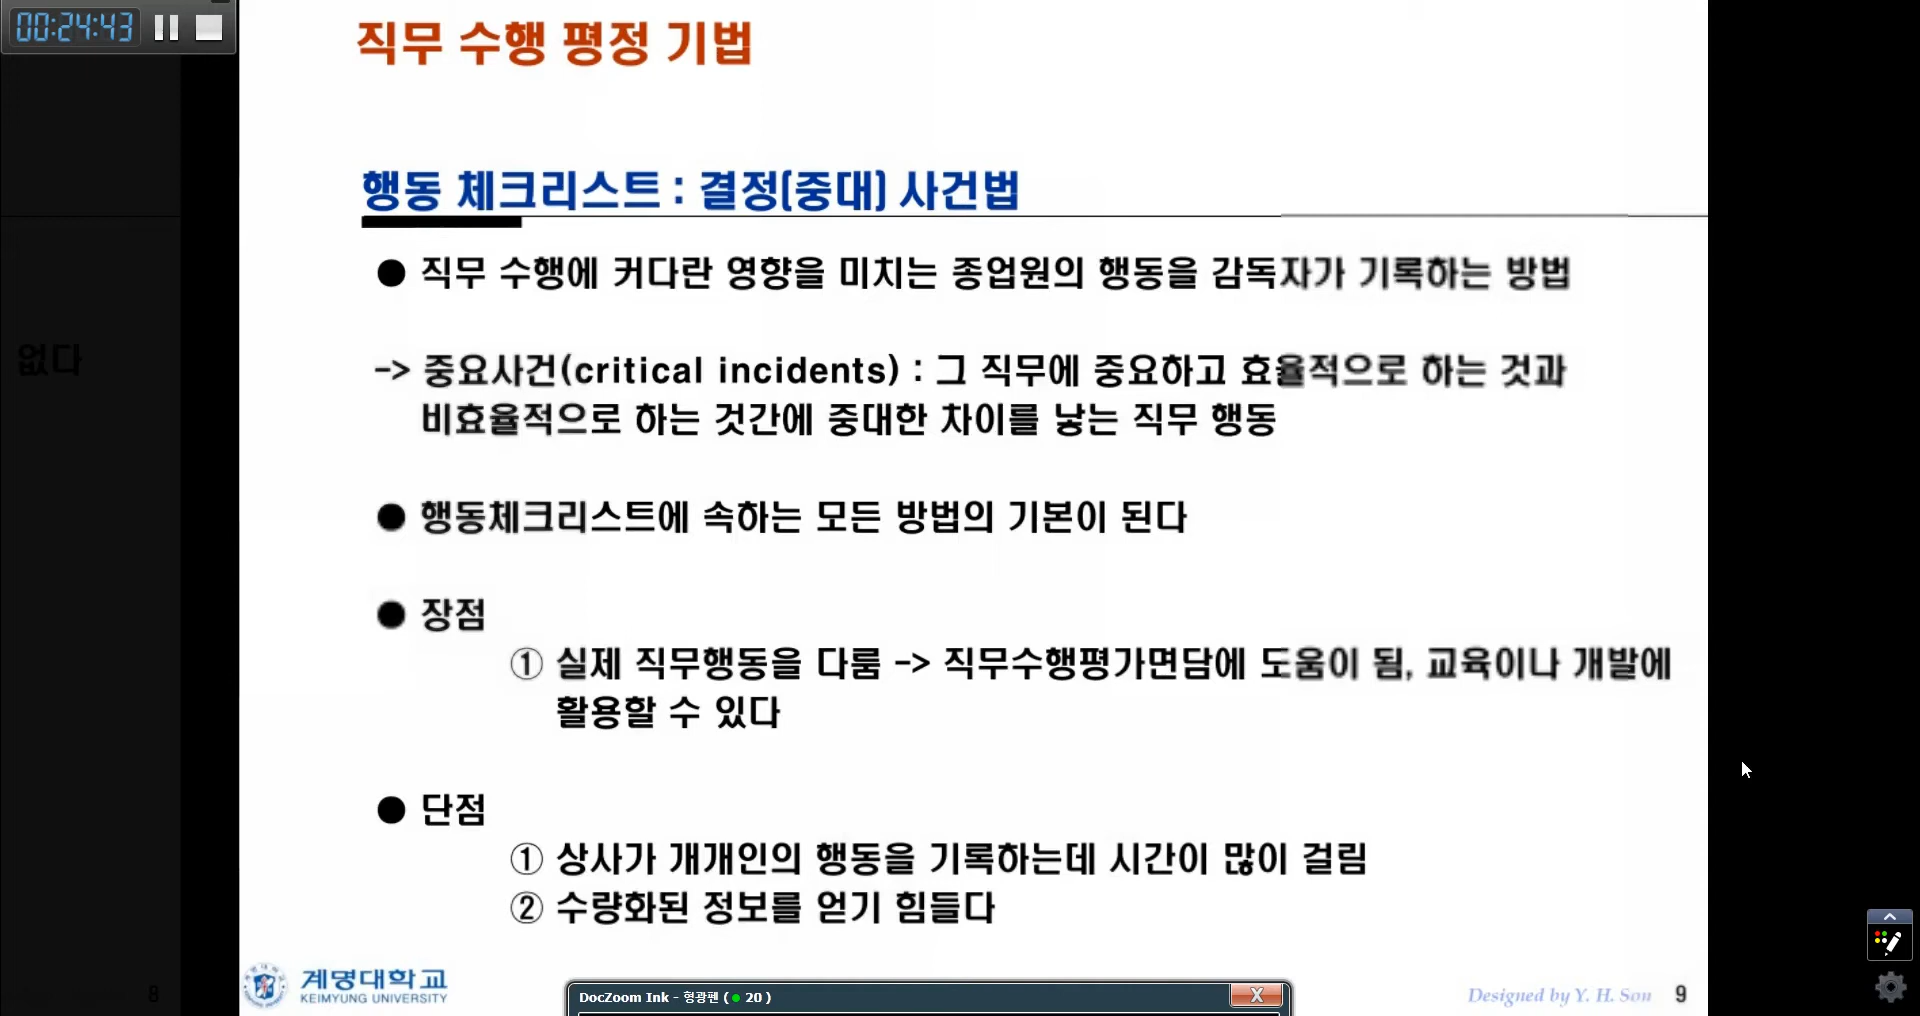 00:24:43
직무 수행 평정 기법
행동 체크리스트 : 결정(중대) 사건법
● 직무 수행에 커다란 영향을 미치는 종업원의 행동을 감독자가 기록하는 방법
-> 중요사건(critical incidents) : 그 직무에 중요하고 효율적으로 하는 것과
비효율적으로 하는 것간에 중대한 차이를 낳는 직무 행동
없다
● 행동체크리스트에 속하는 모든 방법의 기본이 된다
● 장점
① 실제 직무행동을 다룸 -> 직무수행평가면담에 도움이 됨, 교육이나 개발에
활용할 수 있다
● 단점
① 상사가 개개인의 행동을 기록하는데 시간이 많이 걸림
② 수량화된 정보를 얻기 힘들다
8
계명대학교
KEIMYUNG UNIVERSITY
DocZoom Ink - 형광펜 ( ● 20 )
X
Designed by Y. H. Son 9